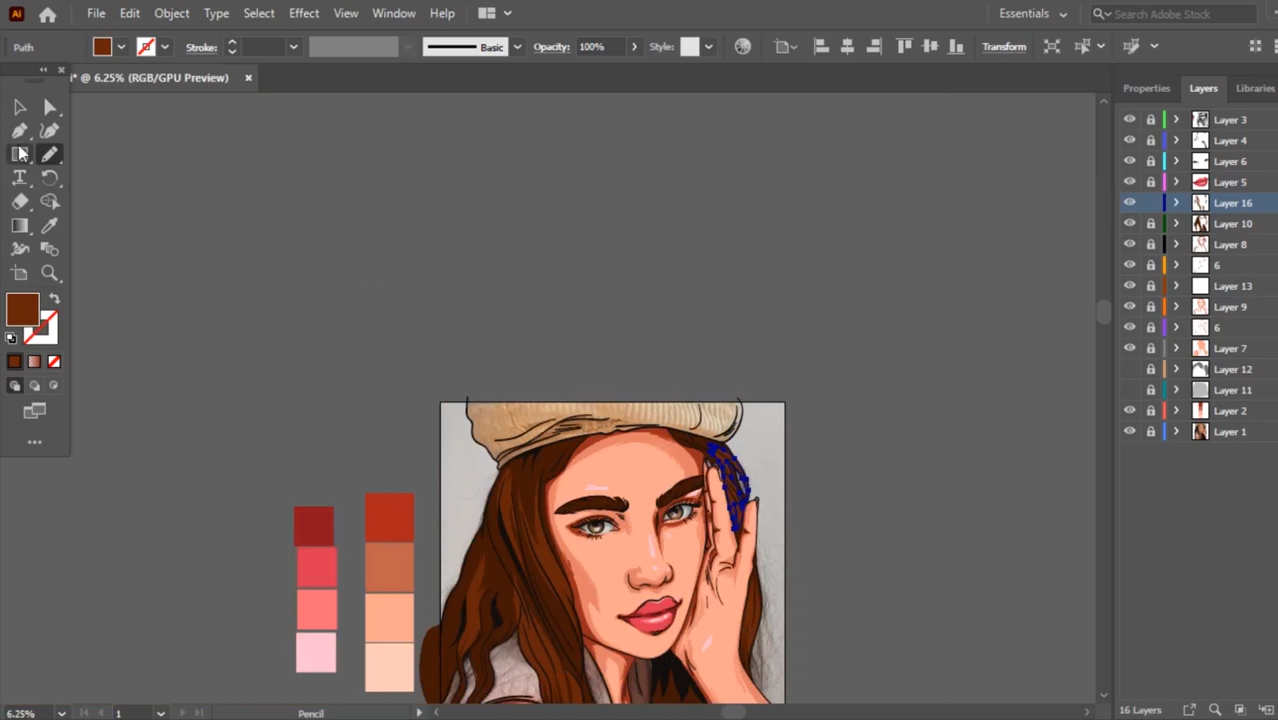 Ai File Edit Object Type Select Effect View Window Help Essentials Search Adobe Stock
Path Stroke: Basic Opacity: 100% Style: Transform
i* @ 6.25% (RGB/GPU Preview) ×
Properties Layers Libraries
Layer 3
Layer 4
Layer 6
Layer 5
Layer 16
Layer 10
Layer 8
6
Layer 13
Layer 9
6
Layer 7
Layer 12
Layer 11
Layer 2
Layer 1
6.25% 1 Pencil 16 Layers